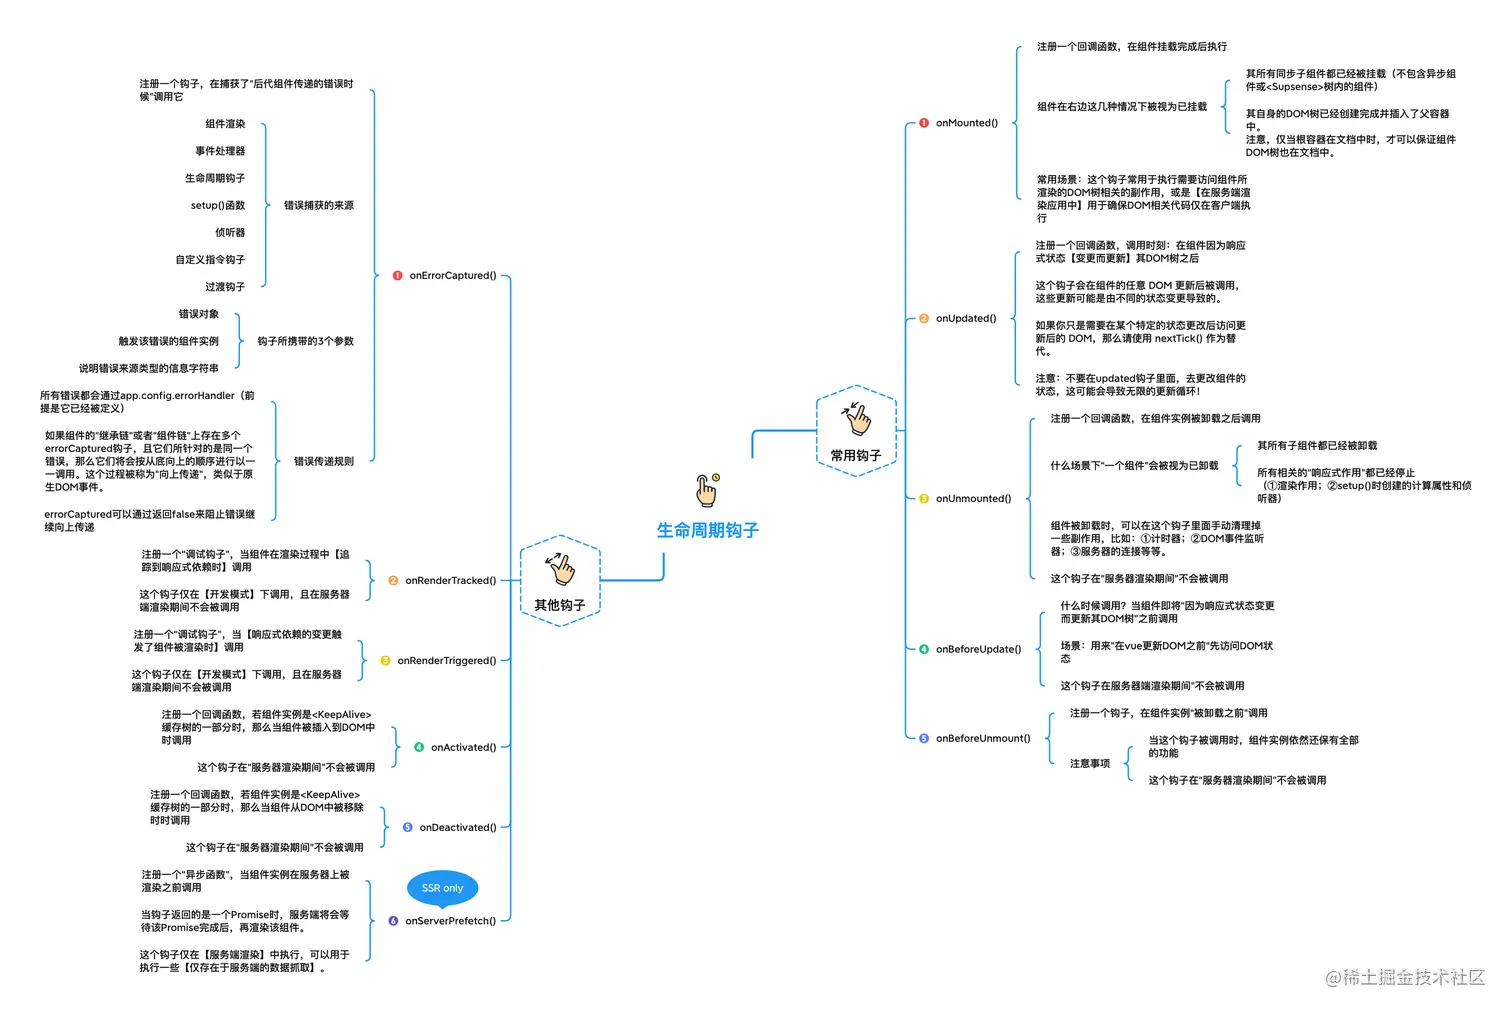 生命周期钩子
常用钩子
onMounted()
注册一个回调函数，在组件挂载完成后执行
组件在右边这几种情况下被视为已挂载
其所有同步子组件都已经被挂载（不包含异步组
件或<Supsense>树内的组件）
其自身的DOM树已经创建完成并插入了父容器
中。
注意，仅当根容器在文档中时，才可以保证组件
DOM树也在文档中。
常用场景：这个钩子常用于执行需要访问组件所
渲染的DOM树相关的副作用，或是【在服务端渲
染应用中】用于确保DOM相关代码仅在客户端执
行
onUpdated()
注册一个回调函数，调用时刻：在组件因为响应
式状态【变更而更新】其DOM树之后
这个钩子会在组件的任意 DOM 更新后被调用，
这些更新可能是由不同的状态变更导致的。
如果你只是需要在某个特定的状态更改后访问更
新后的 DOM，那么请使用 nextTick() 作为替
代。
注意：不要在updated钩子里面，去更改组件的
状态，这可能会导致无限的更新循环！
onUnmounted()
注册一个回调函数，在组件实例被卸载之后调用
什么场景下“一个组件”会被视为已卸载
其所有子组件都已经被卸载
所有相关的“响应式作用”都已经停止
（①渲染作用；②setup()时创建的计算属性和侦
听器）
组件被卸载时，可以在这个钩子里面手动清理掉
一些副作用，比如：①计时器；②DOM事件监听
器；③服务器的连接等等。
这个钩子在“服务器渲染期间”不会被调用
onBeforeUpdate()
什么时候调用？当组件即将“因为响应式状态变更
而更新其DOM树”之前调用
场景：用来“在vue更新DOM之前”先访问DOM状
态
这个钩子在服务器端渲染期间”不会被调用
onBeforeUnmount()
注册一个钩子，在组件实例“被卸载之前”调用
注意事项
当这个钩子被调用时，组件实例依然还保有全部
的功能
这个钩子在“服务器渲染期间”不会被调用
其他钩子
onErrorCaptured()
注册一个钩子，在捕获了“后代组件传递的错误时
候”调用它
错误捕获的来源
组件渲染
事件处理器
生命周期钩子
setup()函数
侦听器
自定义指令钩子
过渡钩子
钩子所携带的3个参数
错误对象
触发该错误的组件实例
说明错误来源类型的信息字符串
错误传递规则
所有错误都会通过app.config.errorHandler（前
提是它已经被定义）
如果组件的“继承链”或者“组件链”上存在多个
errorCaptured钩子，且它们所针对的是同一个
错误，那么它们将会按从底向上的顺序进行以一
一调用。这个过程被称为“向上传递”，类似于原
生DOM事件。
errorCaptured可以通过返回false来阻止错误继
续向上传递
onRenderTracked()
注册一个“调试钩子”，当组件在渲染过程中【追
踪到响应式依赖时】调用
这个钩子仅在【开发模式】下调用，且在服务器
端渲染期间不会被调用
onRenderTriggered()
注册一个“调试钩子”，当【响应式依赖的变更触
发了组件被渲染时】调用
这个钩子仅在【开发模式】下调用，且在服务器
端渲染期间不会被调用
onActivated()
注册一个回调函数，若组件实例是<KeepAlive>
缓存树的一部分时，那么当组件被插入到DOM中
时调用
这个钩子在“服务器渲染期间”不会被调用
onDeactivated()
注册一个回调函数，若组件实例是<KeepAlive>
缓存树的一部分时，那么当组件从DOM中被移除
时时调用
这个钩子在“服务器渲染期间”不会被调用
SSR only
onServerPrefetch()
注册一个“异步函数”，当组件实例在服务器上被
渲染之前调用
当钩子返回的是一个Promise时，服务端将会等
待该Promise完成后，再渲染该组件。
这个钩子仅在【服务端渲染】中执行，可以用于
执行一些【仅存在于服务端的数据抓取】。
@稀土掘金技术社区